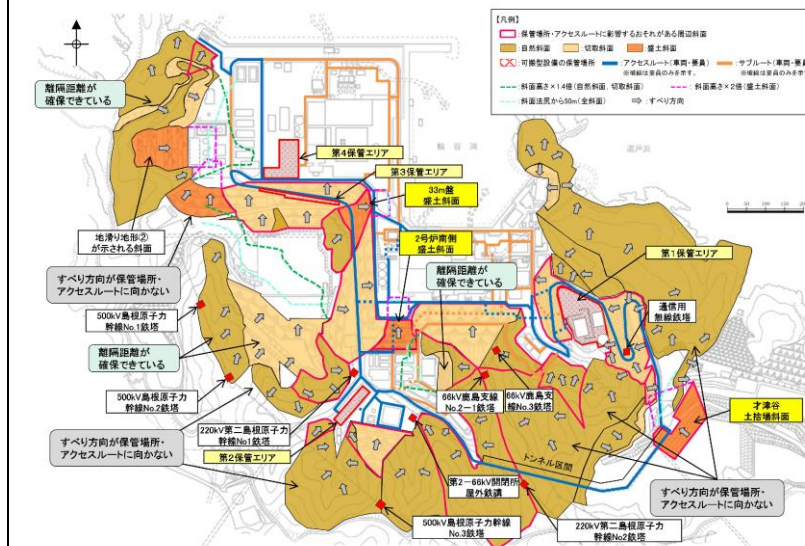 【凡例】
:保管場所・アクセスルートに影響するおそれがある周辺斜面
:自然斜面
:切取斜面
:盛土斜面
:可搬型設備の保管場所
:アクセスルート(車両・要員)
:サブルート(車両・要員)
※破線は要員のみを示す。
:斜面高さ×1.4倍(自然斜面、切取斜面)
:斜面高さ×2倍(盛土斜面)
:斜面法尻から50m(全斜面)
:すべり方向
離隔距離が
確保できている
輪谷湾
第4保管エリア
第3保管エリア
33m盤
盛土斜面
地滑り地形②
が示される斜面
2号炉南側
盛土斜面
すべり方向が保管場所・
アクセスルートに向かない
離隔距離が
確保できている
第1保管エリア
通信用
無線鉄塔
500kV島根原子力
幹線No.1鉄塔
離隔距離が
確保できている
500kV島根原子力
幹線No.2鉄塔
66kV鹿島支線
No.2-1鉄塔
66kV鹿島支
線No.3鉄塔
220kV第二島根原子力
幹線No1鉄塔
才津谷
土捨場斜面
すべり方向が保管場所・
アクセスルートに向かない
第2保管エリア
トンネル区間
第2-66kV開閉所
屋外鉄構
すべり方向が保管場所・
アクセスルートに向かない
500kV島根原子力幹線
No.3鉄塔
220kV第二島根原子力
幹線No2鉄塔